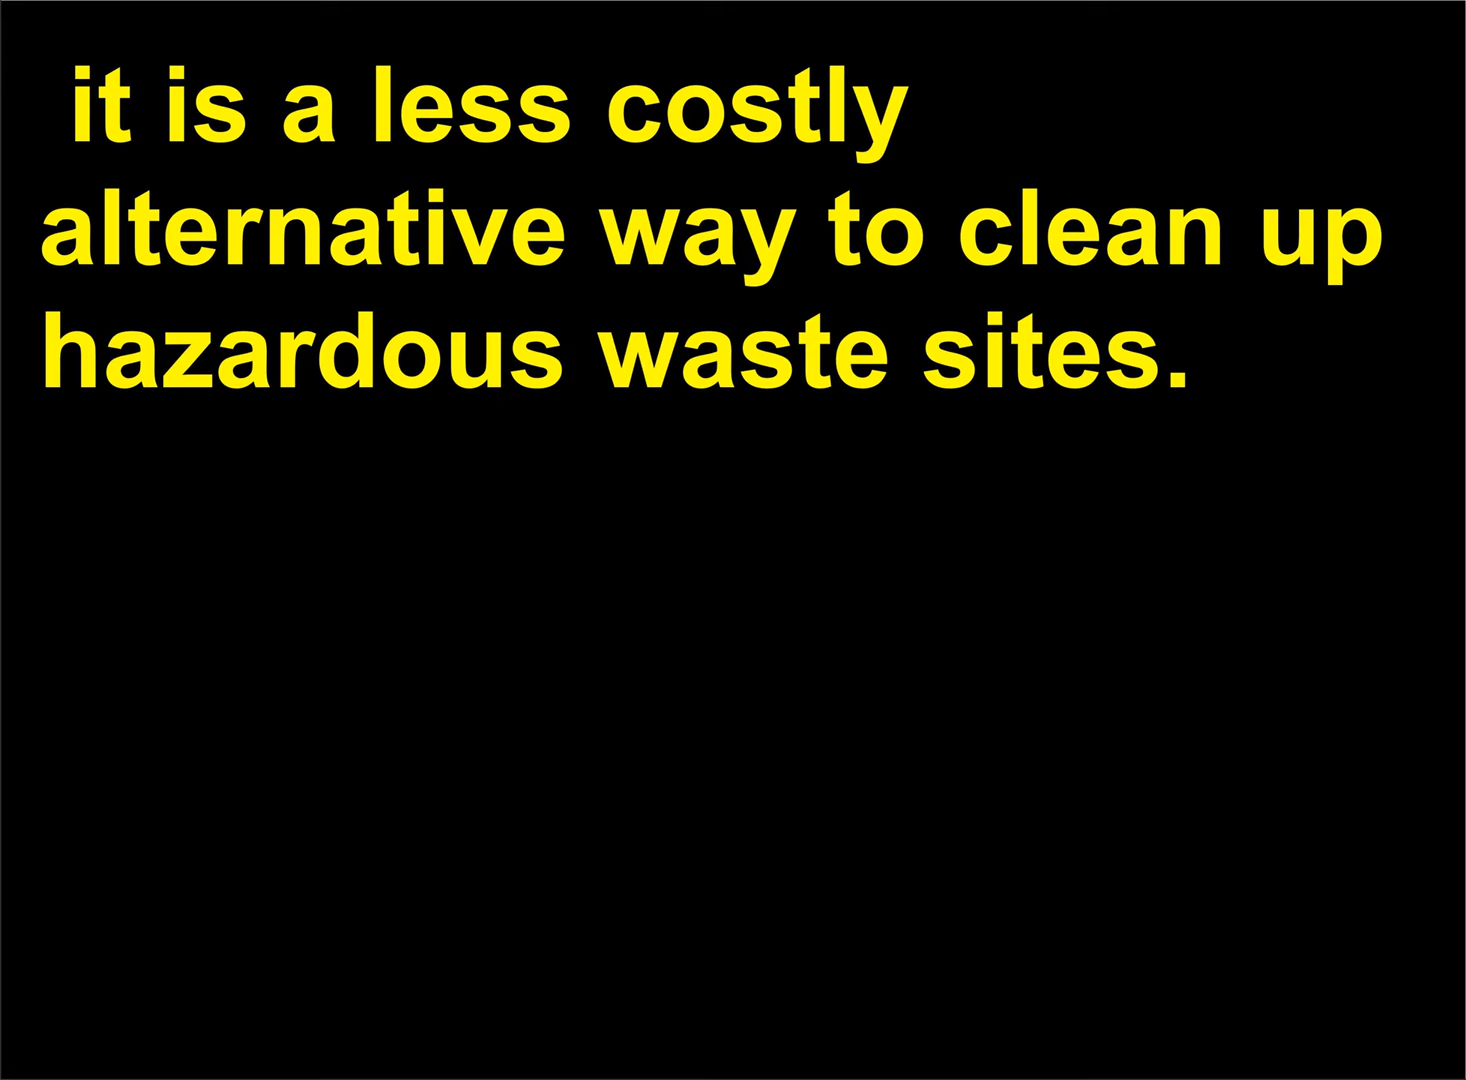 it is a less costly
alternative way to clean up
hazardous waste sites.